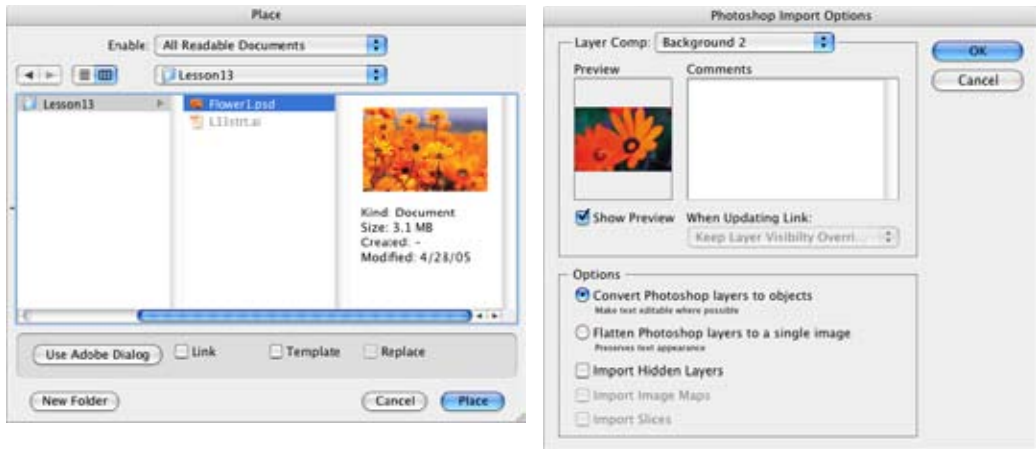 Place
Enable: All Readable Documents
Lesson13
Lesson13
Flower1.psd
L11strt.ai
Kind: Document
Size: 3.1 MB
Created: -
Modified: 4/23/05
Use Adobe Dialog
Link
Template
Replace
New Folder
Cancel
Place
Photoshop Import Options
Layer Comp: Background 2
OK
Cancel
Preview
Comments
Show Preview
When Updating Link:
Keep Layer Visibilty Overri...
Options
Convert Photoshop layers to objects
Make text editable where possible
Flatten Photoshop layers to a single image
Preserves text appearance
Import Hidden Layers
Import Image Maps
Import Slices